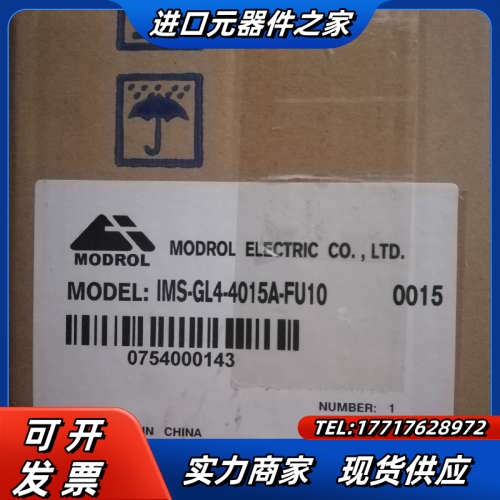 进口元器件之家
MODROL
MODROL ELECTRIC CO., LTD.
MODEL: IMS-GL4-4015A-FU10 0015
0754000143
NUMBER: 1
IN CHINA
TEL:17717628972
可开
发票
实力商家 现货供应